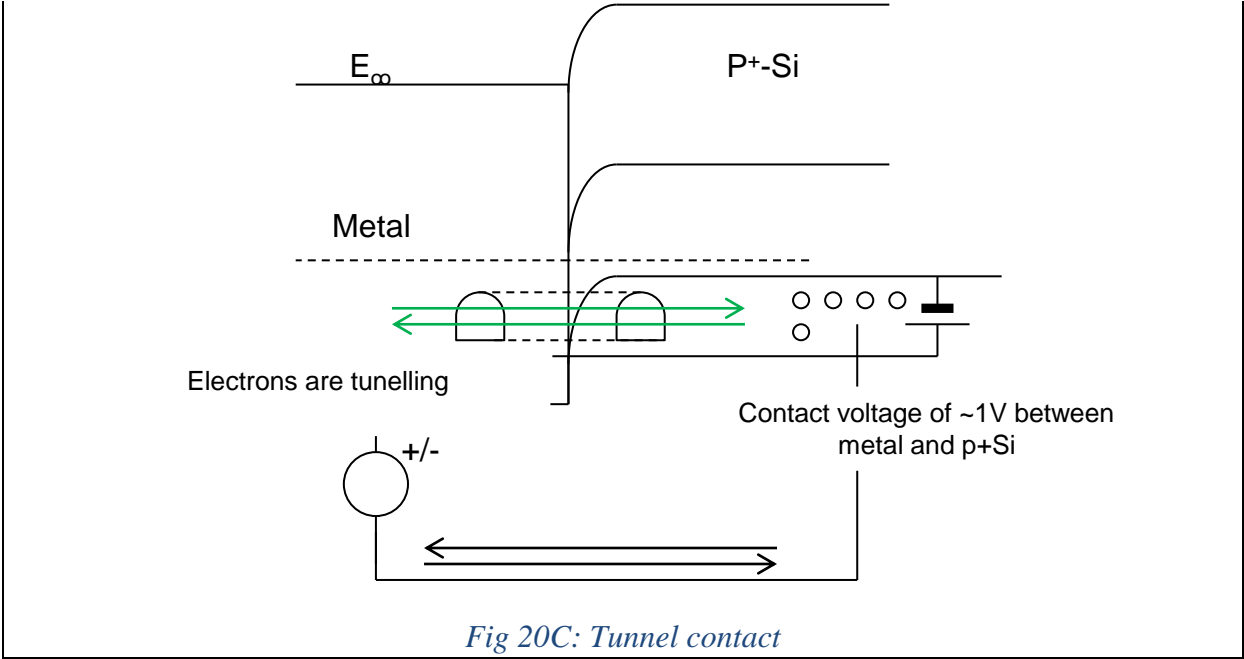 E∞
P⁺-Si
Metal
Electrons are tunelling
Contact voltage of ~1V between
metal and p+Si
+/-
Fig 20C: Tunnel contact